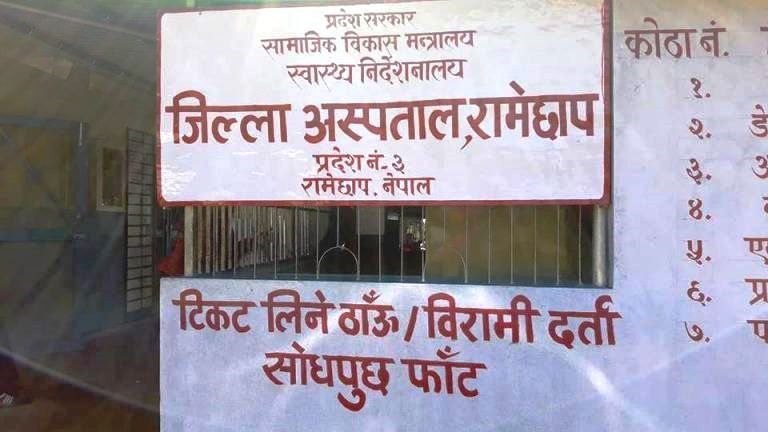 प्रदेश सरकार
सामाजिक विकास मन्त्रालय
स्वास्थ्य निर्देशनालय
जिल्ला अस्पताल, रामेछाप
प्रदेश नं- ३
रामेछाप. नेपाल
टिकट लिने ठाँऊ / विरामी दर्ता
सोधपुछ फाँट
कोठा नं.
१.
२. डे
३.
४.
५. ए
६. प्र
७.